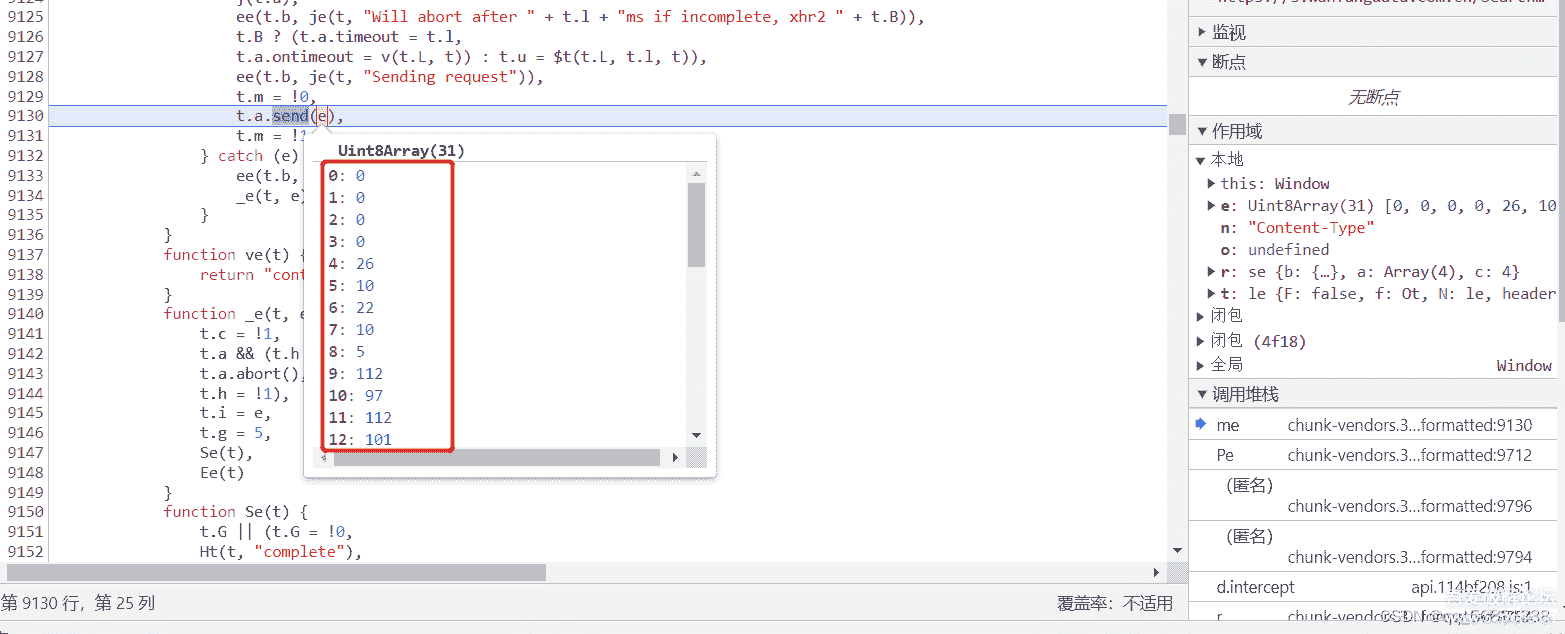 9124 j(t.a),
9125 ee(t.b, je(t, "Will abort after " + t.l + "ms if incomplete, xhr2 " + t.B)),
9126 t.B ? (t.a.timeout = t.l,
9127 t.a.ontimeout = v(t.L, t)) : t.u = $t(t.L, t.l, t)),
9128 ee(t.b, je(t, "Sending request")),
9129 t.m = !0,
9130 t.a.send(e),
9131 t.m = !1
9132 } catch (e)
9133 ee(t.b,
9134 _e(t, e)
9135 }
9136 }
9137 function ve(t) {
9138 return "cont
9139 }
9140 function _e(t, e
9141 t.c = !1,
9142 t.a && (t.h
9143 t.a.abort(),
9144 t.h = !1),
9145 t.i = e,
9146 t.g = 5,
9147 Se(t),
9148 Ee(t)
9149 }
9150 function Se(t) {
9151 t.G || (t.G = !0,
9152 Ht(t, "complete"),
Uint8Array(31)
0: 0
1: 0
2: 0
3: 0
4: 26
5: 10
6: 22
7: 10
8: 5
9: 112
10: 97
11: 112
12: 101
第 9130 行，第 25 列
覆盖率：不适用
监视
断点
无断点
作用域
本地
this: Window
e: Uint8Array(31) [0, 0, 0, 0, 26, 10
n: "Content-Type"
o: undefined
r: se {b: {…}, a: Array(4), c: 4}
t: le {F: false, f: Ot, N: le, header
闭包
闭包 (4f18)
全局 Window
调用堆栈
me chunk-vendors.3…formatted:9130
Pe chunk-vendors.3…formatted:9712
(匿名)
chunk-vendors.3…formatted:9796
(匿名)
chunk-vendors.3…formatted:9794
d.intercept api.114bf208.js:1